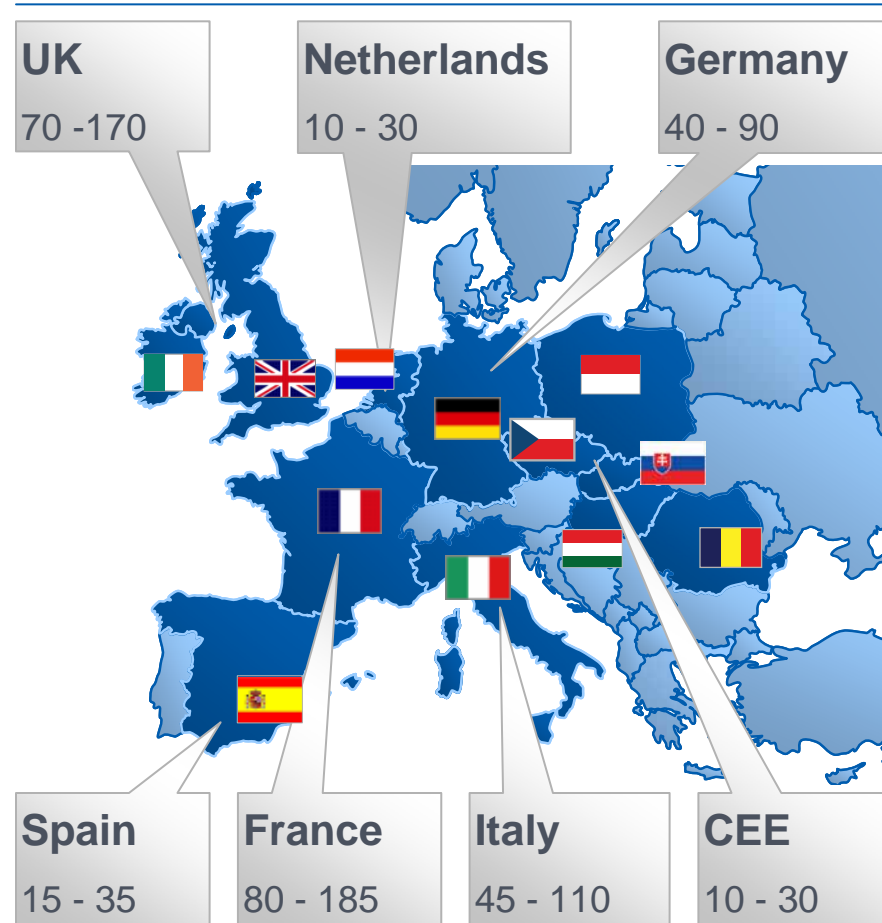 UK
70 -170
Netherlands
10 - 30
Germany
40 - 90
Spain
15 - 35
France
80 - 185
Italy
45 - 110
CEE
10 - 30